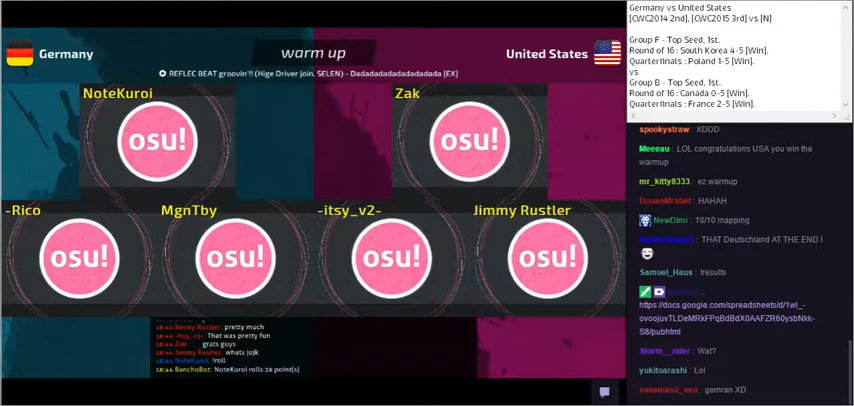 Germany vs United States
[CWC2014 2nd], [CWC2015 3rd] vs [N]
Group F - Top Seed, 1st.
Round of 16 : South Korea 4-5 [Win].
Quarterfinals : Poland 1-5 [Win].
vs
Group B - Top Seed, 1st.
Round of 16 : Canada 0-5 [Win].
Quarterfinals : France 2-5 [Win].
Germany
warm up
United States
REFLEC BEAT groovin'!! (Hige Driver join. SELEN) - Dadadadadadadadada [EX]
NoteKuroi
Zak
osu!
osu!
-Rico
MgnTby
-itsy_v2-
Jimmy Rustler
osu!
osu!
osu!
osu!
18:43 Jimmy Rustler: pretty much
18:44 -itsy_v2-: That was pretty fun
18:44 Zak: grats guys
18:44 Jimmy Rustler: whats jojk
18:44 NoteKuroi: !roll
18:44 BanchoBot: NoteKuroi rolls 28 point(s)
spookystraw : XDDD
Meeeau : LOL congratulations USA you win the
warmup
mr_kitty8333 : ez warmup
DouaeMrabet : HAHAH
NewDimi : 10/10 mapping
: THAT Deutschland AT THE END !
Samuel_Haus : !results
:
https://docs.google.com/spreadsheets/d/1wl_-
ovoojuvTLDeMRkFPqBdBdX0AAFZR60ysbNkk-
S8/pubhtml
Storm__rider : Wat?
yukitoarashi : Lol
mineman2_neu : gemran XD